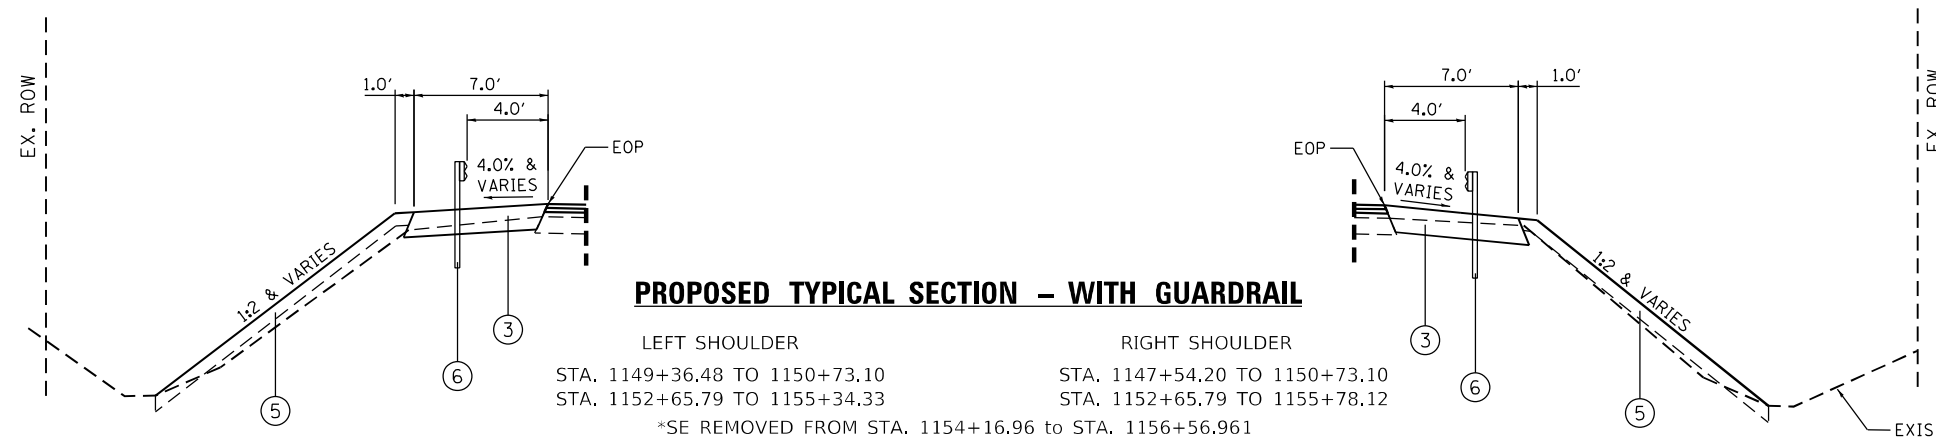 EX. ROW
1.0'
7.0'
4.0'
4.0% &
VARIES
EOP
1:2 & VARIES
3
6
5
7.0'
1.0'
4.0'
EOP
4.0% &
VARIES
1:2 & VARIES
3
6
5
EX. ROW
EXIS
PROPOSED TYPICAL SECTION – WITH GUARDRAIL
LEFT SHOULDER
STA. 1149+36.48 TO 1150+73.10
STA. 1152+65.79 TO 1155+34.33
RIGHT SHOULDER
STA. 1147+54.20 TO 1150+73.10
STA. 1152+65.79 TO 1155+78.12
*SE REMOVED FROM STA. 1154+16.96 to STA. 1156+56.961